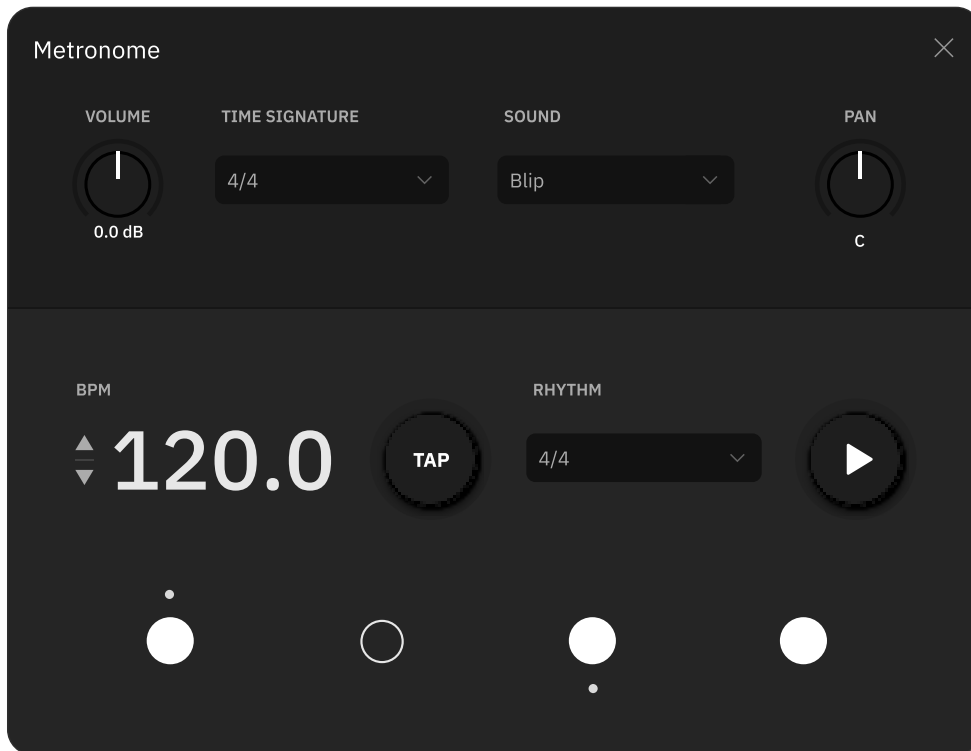 Metronome
VOLUME
TIME SIGNATURE
SOUND
PAN
4/4
Blip
0.0 dB
C
BPM
RHYTHM
120.0
TAP
4/4